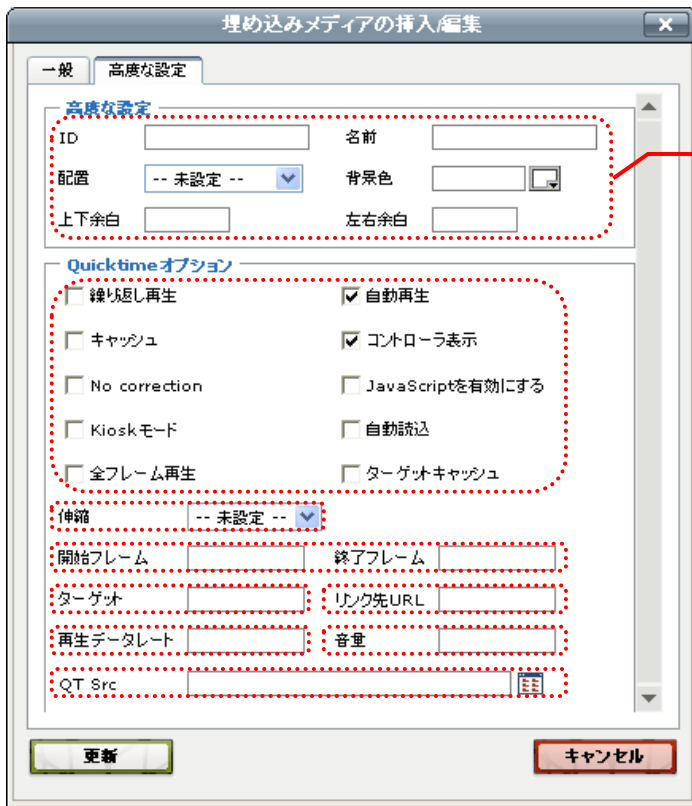 埋め込みメディアの挿入/編集
一般 高度な設定
高度な設定
ID 名前
配置 -- 未設定 -- 背景色
上下余白 左右余白
Quicktimeオプション
繰り返し再生 自動再生
キャッシュ コントローラ表示
No correction JavaScriptを有効にする
Kioskモード 自動読込
全フレーム再生 ターゲットキャッシュ
伸縮 -- 未設定 --
開始フレーム 終了フレーム
ターゲット リンク先URL
再生データレート 音量
QT Src
更新 キャンセル